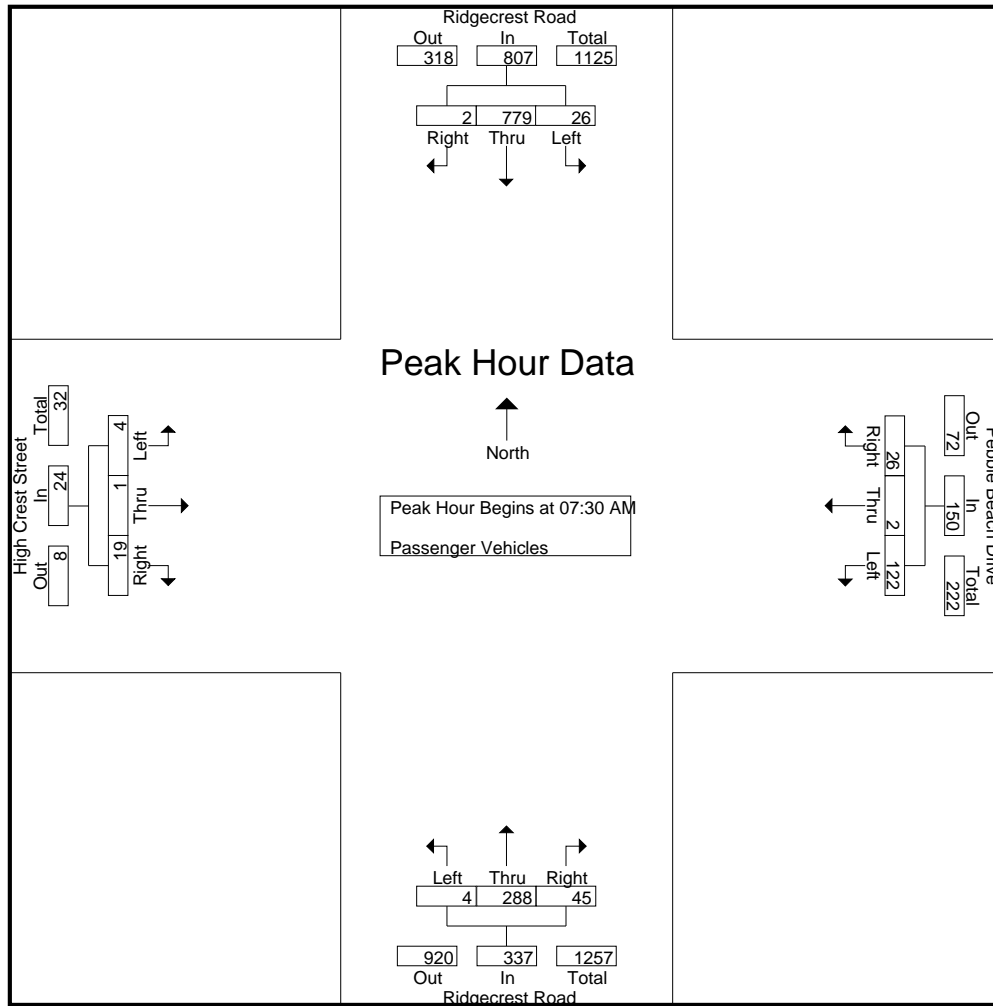 Ridgecrest Road
Out In Total
318 807 1125
2 779 26
Right Thru Left
Peak Hour Data
North
Peak Hour Begins at 07:30 AM
Passenger Vehicles
High Crest Street
Out In Total
8 24 32
19 1 4
Right Thru Left
Pebble Beach Drive
Out In Total
72 150 222
26 2 122
Right Thru Left
Left Thru Right
4 288 45
920 337 1257
Out In Total
Ridgecrest Road